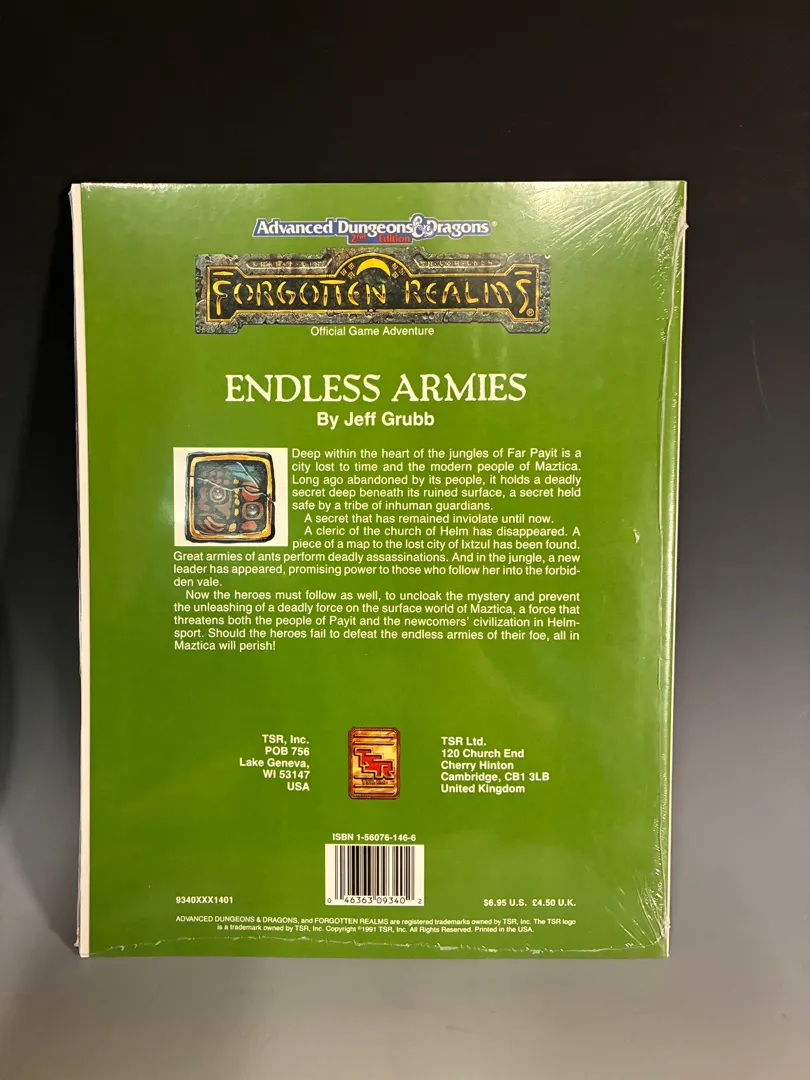 Advanced Dungeons & Dragons®
2nd Edition
FORGOTTEN REALMS®
Official Game Adventure
ENDLESS ARMIES
By Jeff Grubb
Deep within the heart of the jungles of Far Payit is a
city lost to time and the modern people of Maztica.
Long ago abandoned by its people, it holds a deadly
secret deep beneath its ruined surface, a secret held
safe by a tribe of inhuman guardians.
A secret that has remained inviolate until now.
A cleric of the church of Helm has disappeared. A
piece of a map to the lost city of Ixtzul has been found.
Great armies of ants perform deadly assassinations. And in the jungle, a new
leader has appeared, promising power to those who follow her into the forbid-
den vale.
Now the heroes must follow as well, to uncloak the mystery and prevent
the unleashing of a deadly force on the surface world of Maztica, a force that
threatens both the people of Payit and the newcomers' civilization in Helm-
sport. Should the heroes fail to defeat the endless armies of their foe, all in
Maztica will perish!
TSR, Inc.
POB 756
Lake Geneva,
WI 53147
USA
TSR
TSR Ltd.
120 Church End
Cherry Hinton
Cambridge, CB1 3LB
United Kingdom
ISBN 1-56076-146-6
0 46363 09340 2
9340XXX1401
$6.95 U.S. £4.50 U.K.
ADVANCED DUNGEONS & DRAGONS, and FORGOTTEN REALMS are registered trademarks owned by TSR, Inc. The TSR logo
is a trademark owned by TSR, Inc. Copyright ©1991 TSR, Inc. All Rights Reserved. Printed in the USA.